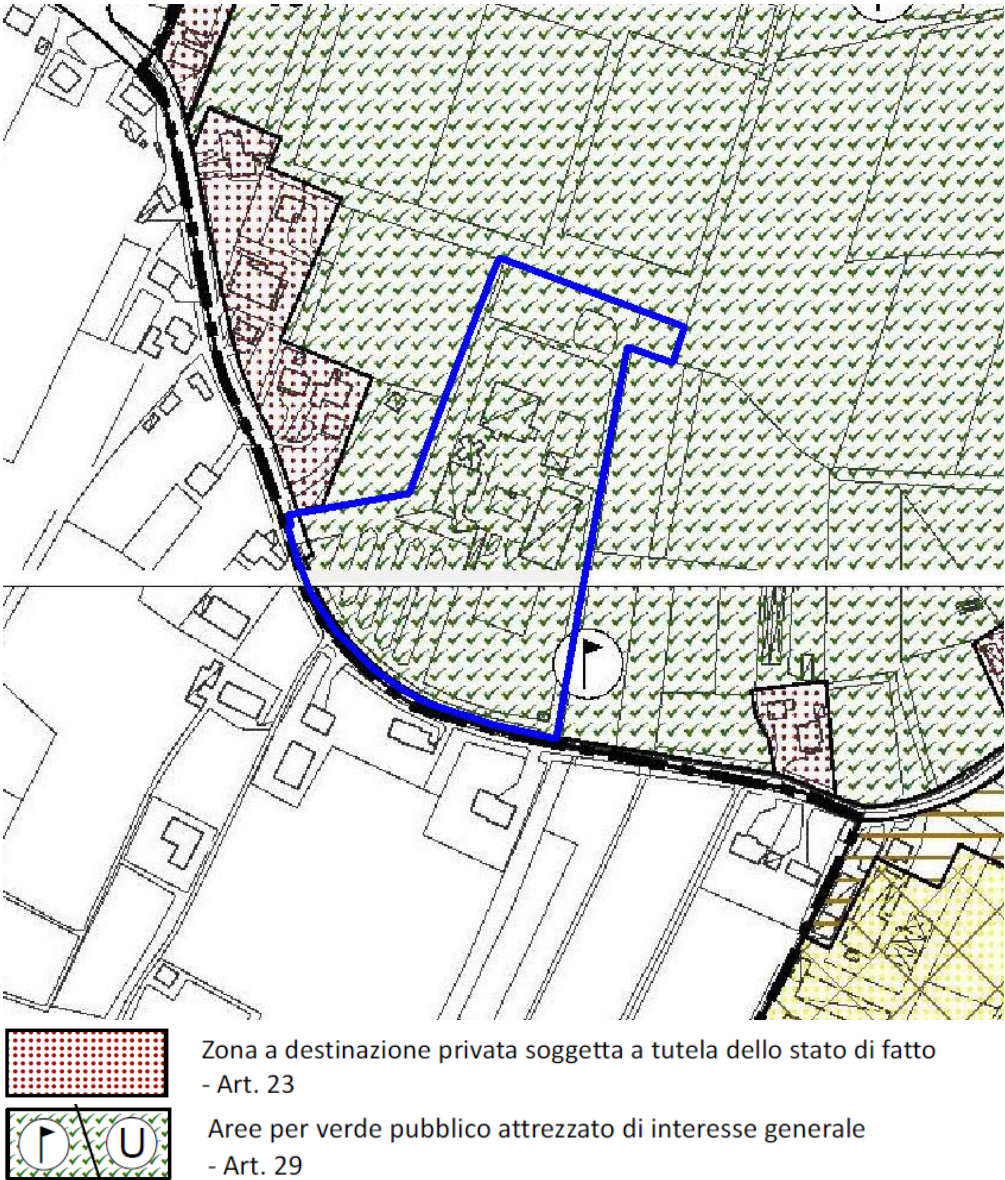 Zona a destinazione privata soggetta a tutela dello stato di fatto
- Art. 23
U
Aree per verde pubblico attrezzato di interesse generale
- Art. 29